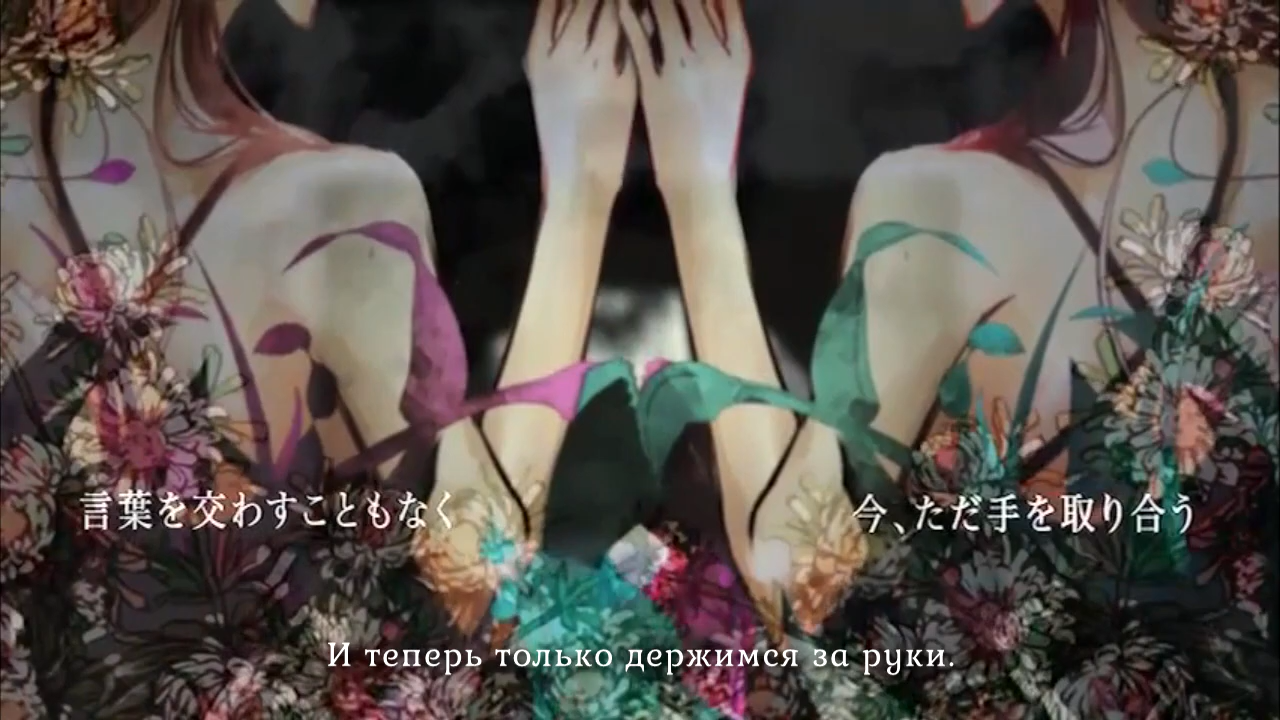 言葉を交わすこともなく
今、ただ手を取り合う
И теперь только держимся за руки.